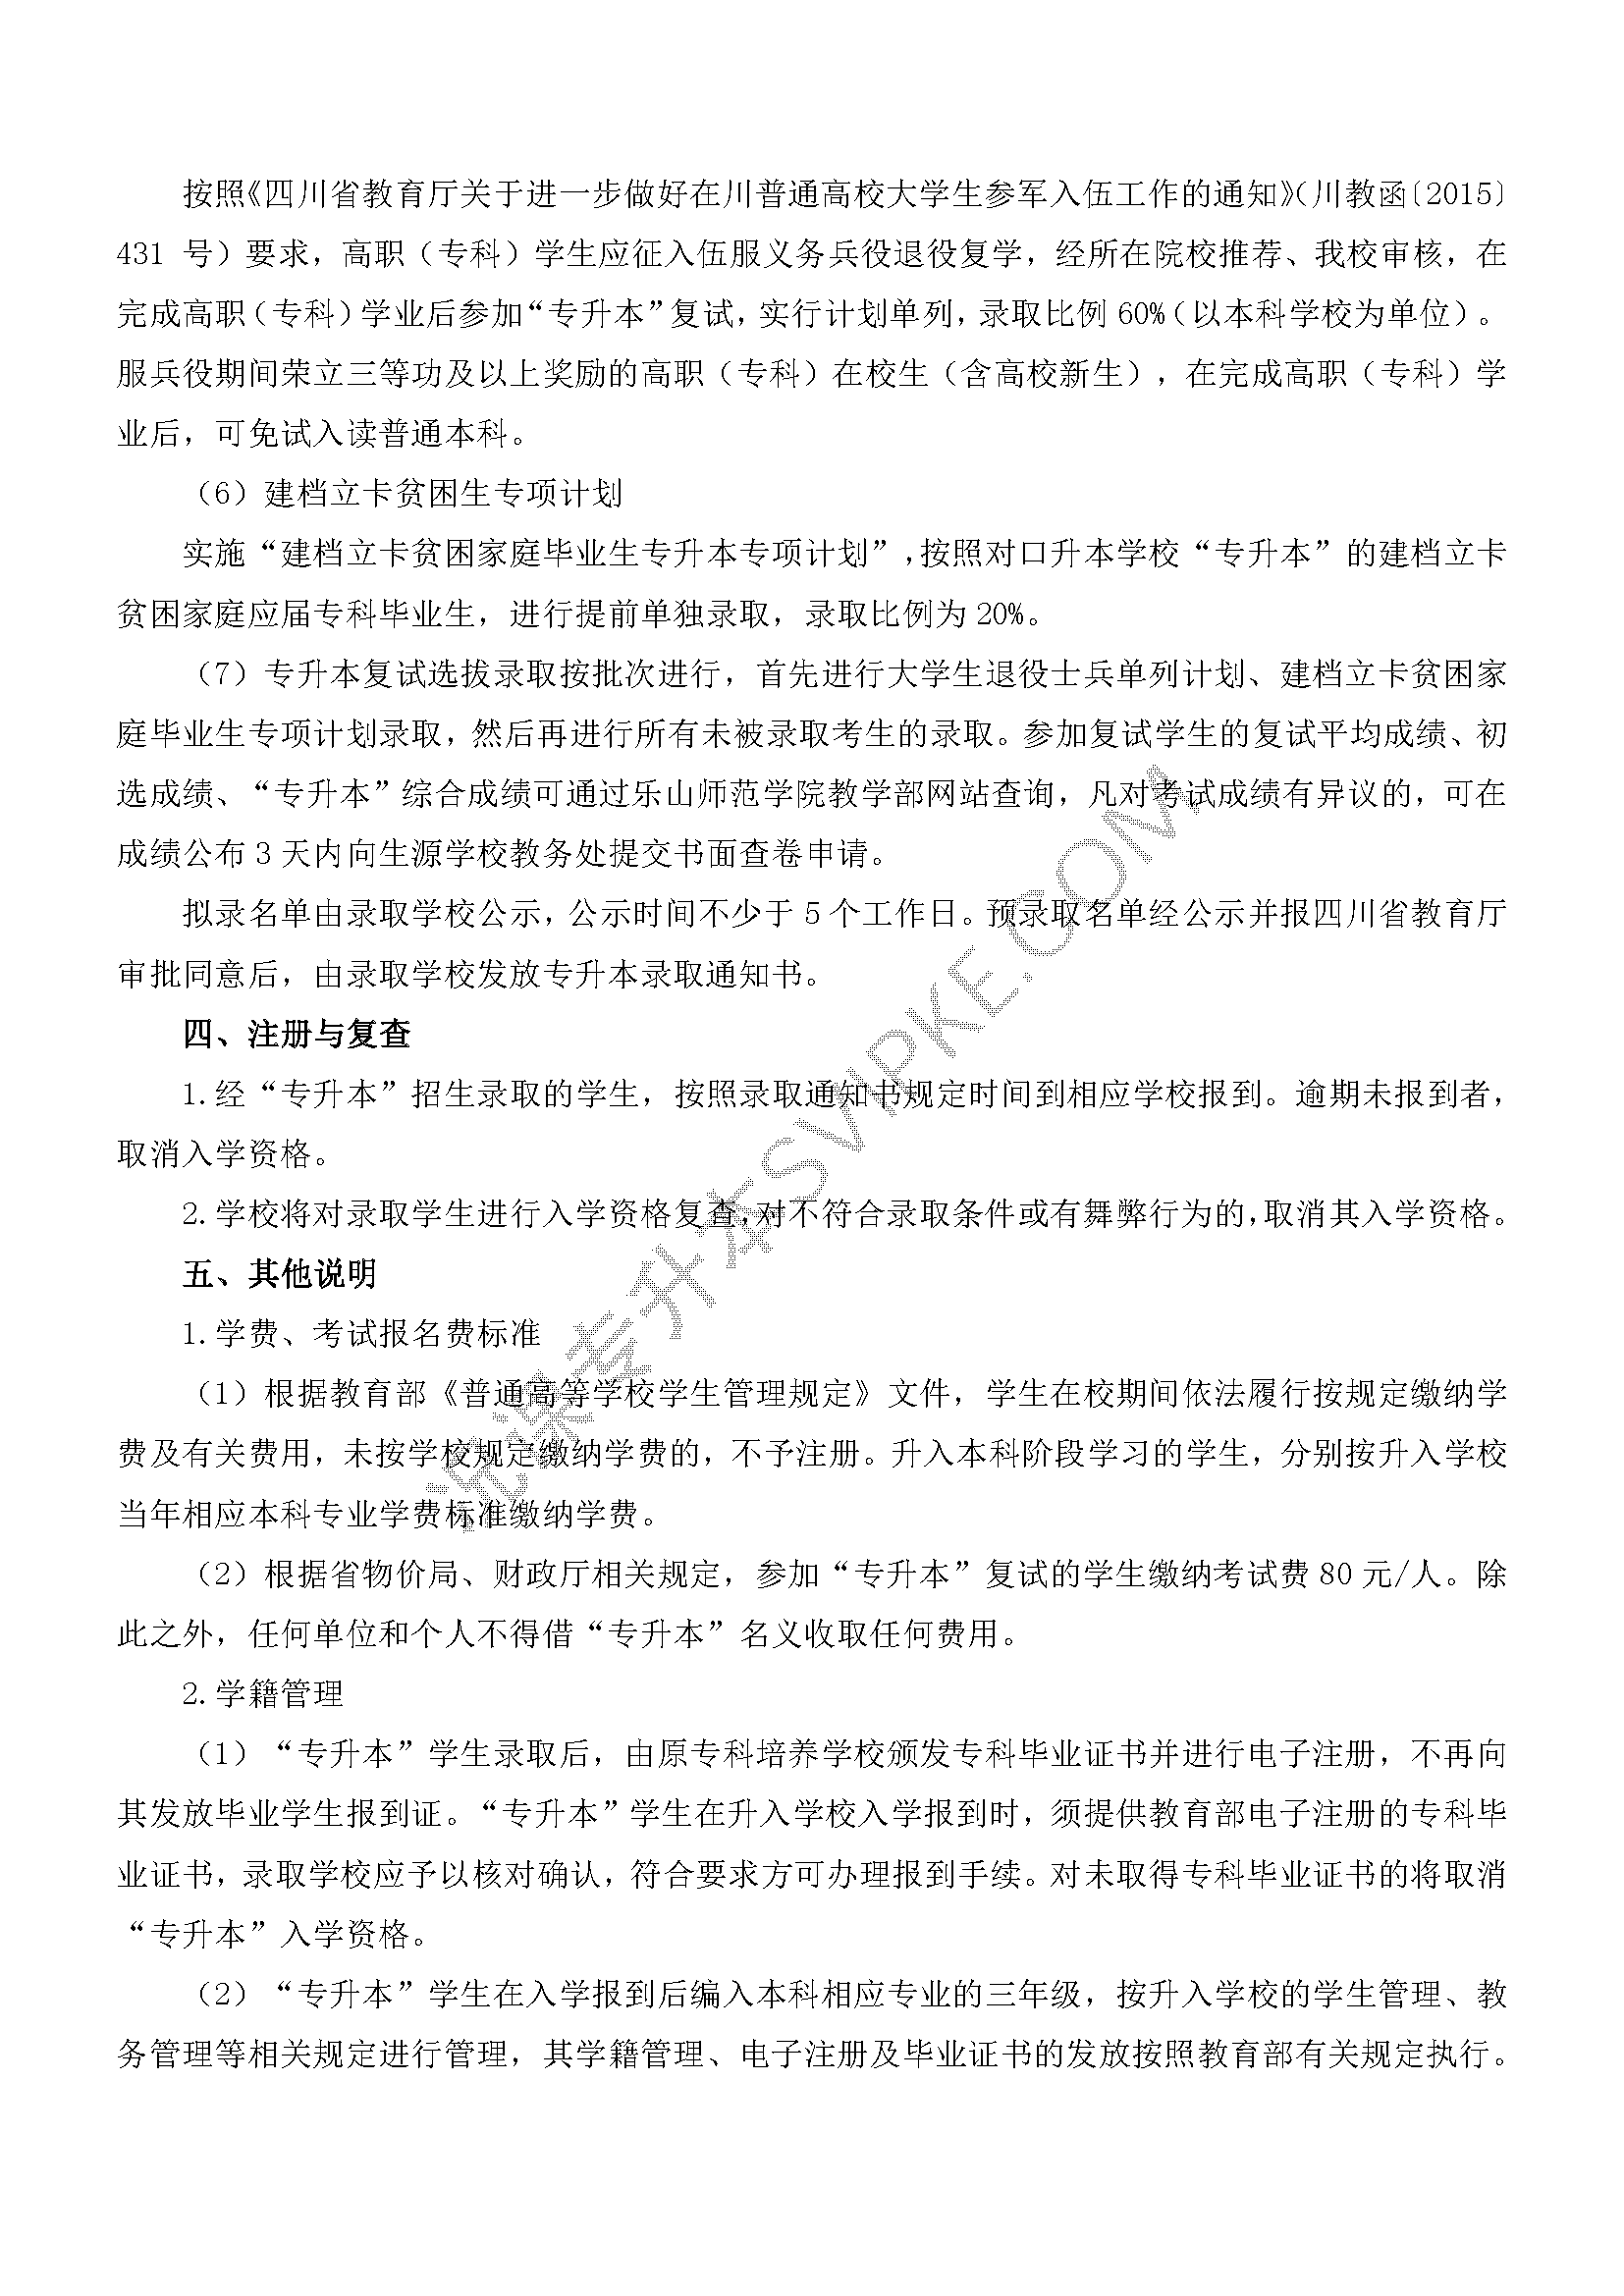 按照《四川省教育厅关于进一步做好在川普通高校大学生参军入伍工作的通知》（川教函〔2015〕
431 号）要求，高职（专科）学生应征入伍服义务兵役退役复学，经所在院校推荐、我校审核，在
完成高职（专科）学业后参加“专升本”复试，实行计划单列，录取比例 60%（以本科学校为单位）。
服兵役期间荣立三等功及以上奖励的高职（专科）在校生（含高校新生），在完成高职（专科）学
业后，可免试入读普通本科。
（6）建档立卡贫困生专项计划
实施“建档立卡贫困家庭毕业生专升本专项计划”，按照对口升本学校“专升本”的建档立卡
贫困家庭应届专科毕业生，进行提前单独录取，录取比例为 20%。
（7）专升本复试选拔录取按批次进行，首先进行大学生退役士兵单列计划、建档立卡贫困家
庭毕业生专项计划录取，然后再进行所有未被录取考生的录取。参加复试学生的复试平均成绩、初
选成绩、“专升本”综合成绩可通过乐山师范学院教学部网站查询，凡对考试成绩有异议的，可在
成绩公布 3 天内向生源学校教务处提交书面查卷申请。
拟录名单由录取学校公示，公示时间不少于 5 个工作日。预录取名单经公示并报四川省教育厅
审批同意后，由录取学校发放专升本录取通知书。
四、注册与复查
1.经“专升本”招生录取的学生，按照录取通知书规定时间到相应学校报到。逾期未报到者，
取消入学资格。
2.学校将对录取学生进行入学资格复查，对不符合录取条件或有舞弊行为的，取消其入学资格。
五、其他说明
1.学费、考试报名费标准
（1）根据教育部《普通高等学校学生管理规定》文件，学生在校期间依法履行按规定缴纳学
费及有关费用，未按学校规定缴纳学费的，不予注册。升入本科阶段学习的学生，分别按升入学校
当年相应本科专业学费标准缴纳学费。
（2）根据省物价局、财政厅相关规定，参加“专升本”复试的学生缴纳考试费 80 元/人。除
此之外，任何单位和个人不得借“专升本”名义收取任何费用。
2.学籍管理
（1）“专升本”学生录取后，由原专科培养学校颁发专科毕业证书并进行电子注册，不再向
其发放毕业学生报到证。“专升本”学生在升入学校入学报到时，须提供教育部电子注册的专科毕
业证书，录取学校应予以核对确认，符合要求方可办理报到手续。对未取得专科毕业证书的将取消
“专升本”入学资格。
（2）“专升本”学生在入学报到后编入本科相应专业的三年级，按升入学校的学生管理、教
务管理等相关规定进行管理，其学籍管理、电子注册及毕业证书的发放按照教育部有关规定执行。
专升本SVIPKE.COM